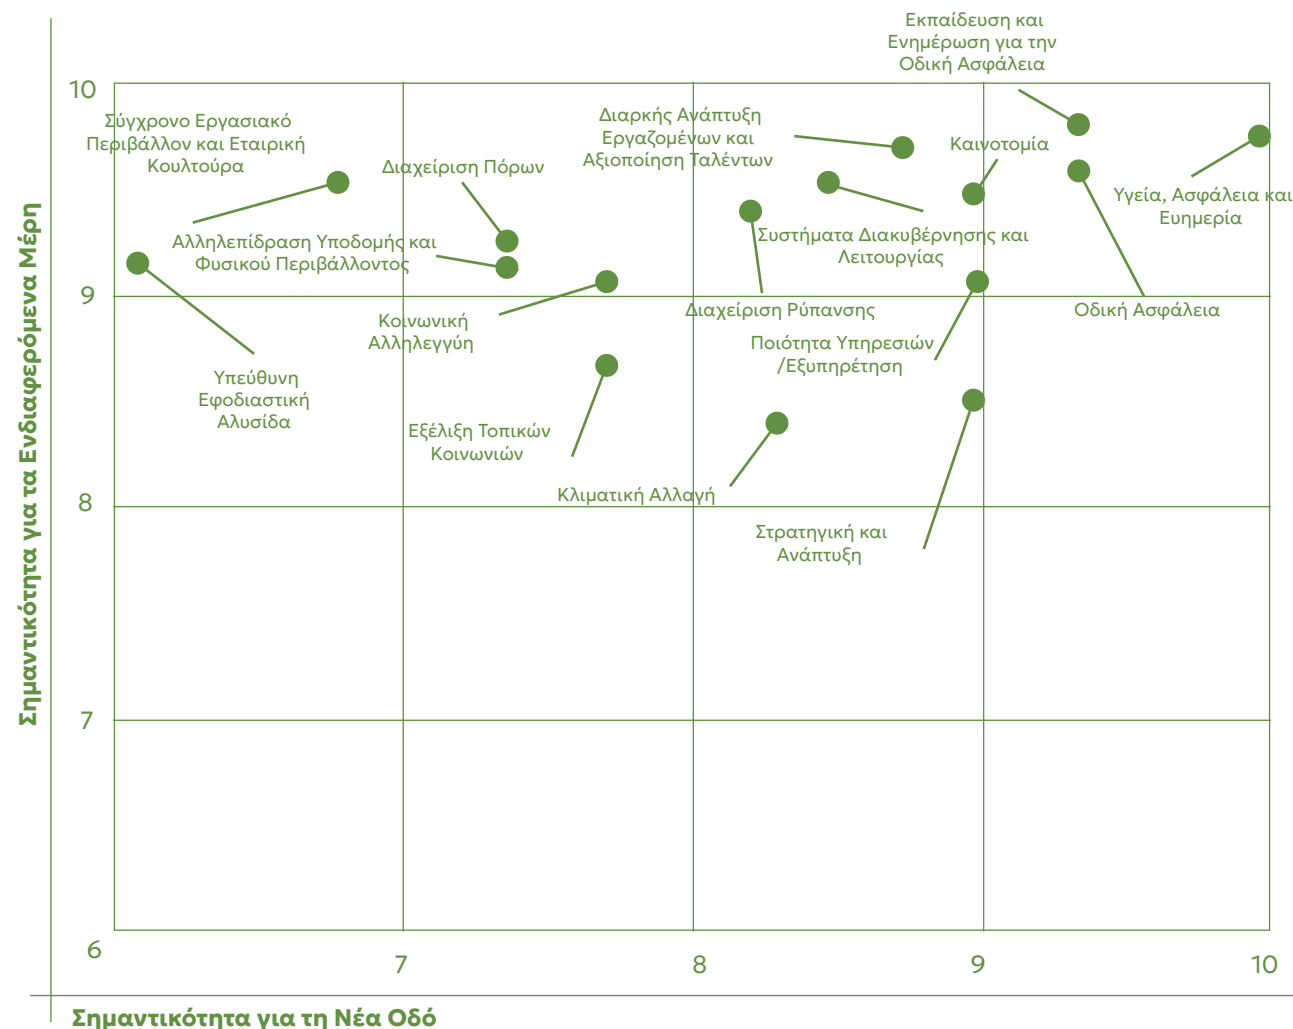 Εκπαίδευση και
Ενημέρωση για την
Οδική Ασφάλεια
10
Σύγχρονο Εργασιακό
Περιβάλλον και Εταιρική
Κουλτούρα
Διαχείριση Πόρων
Διαρκής Ανάπτυξη
Εργαζομένων και
Αξιοποίηση Ταλέντων
Καινοτομία
Υγεία, Ασφάλεια και
Ευημερία
Αλληλεπίδραση Υποδομής και
Φυσικού Περιβάλλοντος
Συστήματα Διακυβέρνησης και
Λειτουργίας
9
Κοινωνική
Αλληλεγγύη
Διαχείριση Ρύπανσης
Οδική Ασφάλεια
Ποιότητα Υπηρεσιών
/Εξυπηρέτηση
Υπεύθυνη
Εφοδιαστική
Αλυσίδα
Εξέλιξη Τοπικών
Κοινωνιών
Κλιματική Αλλαγή
8
Στρατηγική και
Ανάπτυξη
7
6
7
8
9
10
Σημαντικότητα για τα Ενδιαφερόμενα Μέρη
Σημαντικότητα για τη Νέα Οδό